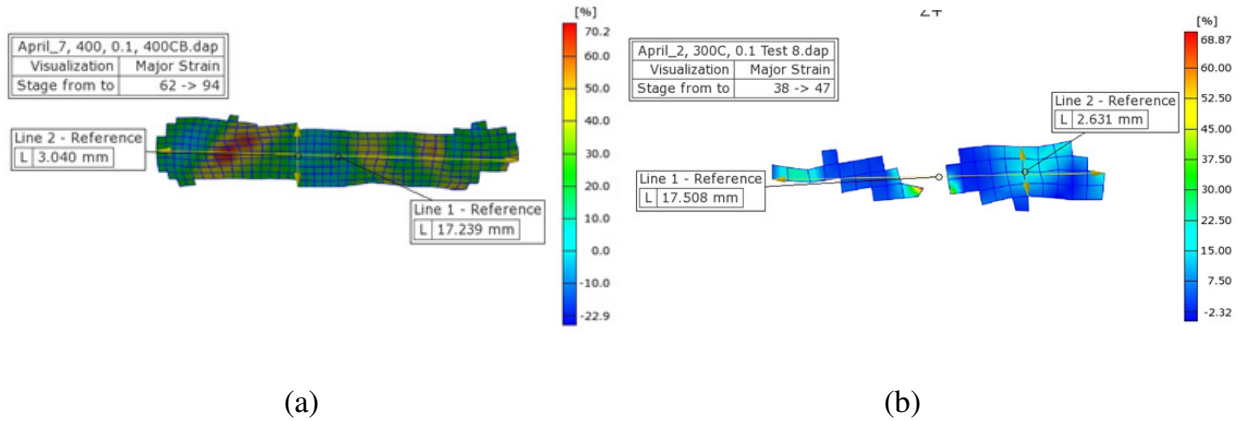 [%]
70.2
60.0
50.0
40.0
30.0
20.0
10.0
0.0
-10.0
-22.9
April_7, 400, 0.1, 400CB.dap
Visualization Major Strain
Stage from to 62 -> 94
Line 2 - Reference
L 3.040 mm
Line 1 - Reference
L 17.239 mm
(a)
[%]
68.87
60.00
52.50
45.00
37.50
30.00
22.50
15.00
7.50
-2.32
April_2, 300C, 0.1 Test 8.dap
Visualization Major Strain
Stage from to 38 -> 47
Line 2 - Reference
L 2.631 mm
Line 1 - Reference
L 17.508 mm
(b)